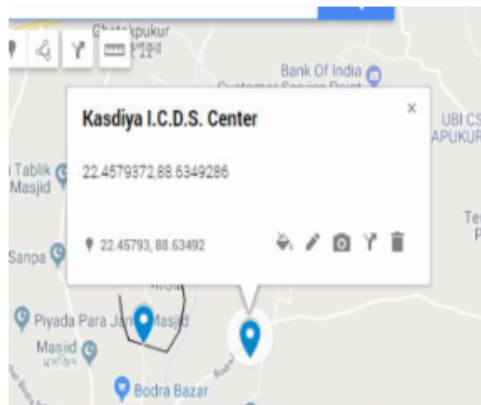 Ghatakpukur
Bank Of India
Customer Service Point
Kasdiya I.C.D.S. Center
×
UBI CS
APUKUR
22.4579372,88.6349286
Tablik
Masjid
22.45793, 88.63492
Sanpa
Piyada Para Jame Masjid
Masjid
Bodra Bazar